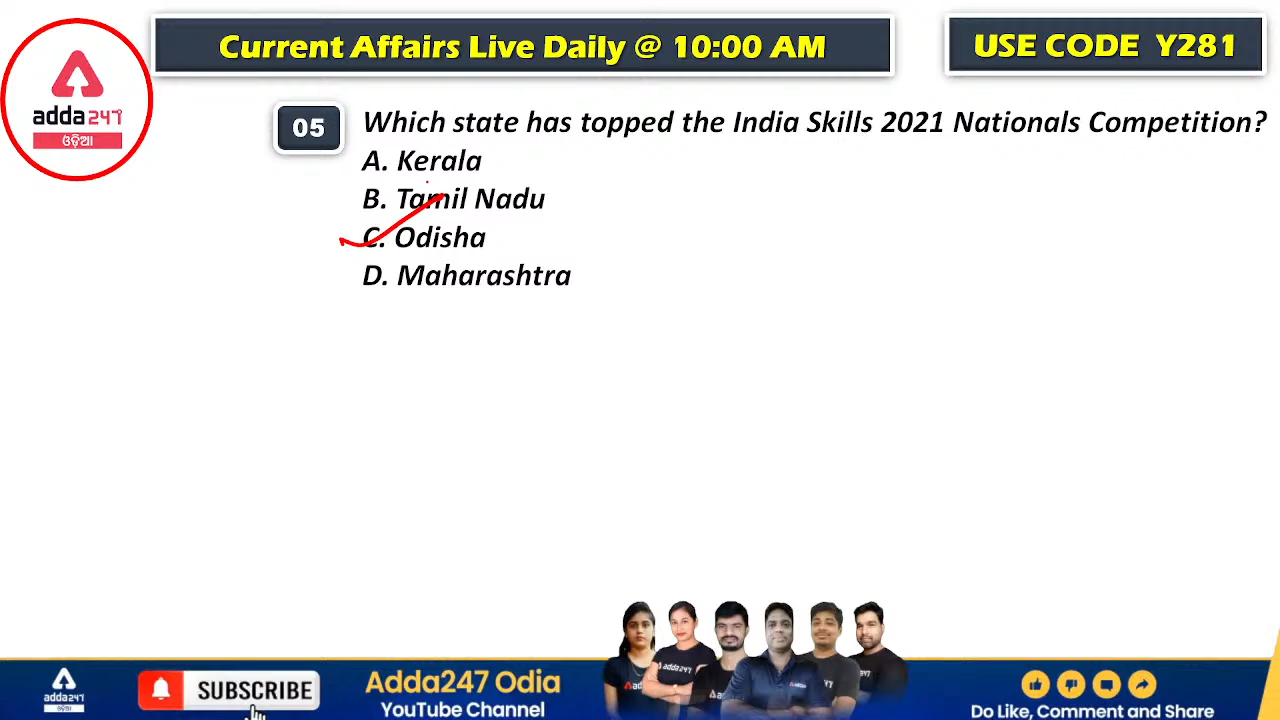 Current Affairs Live Daily @ 10:00 AM
USE CODE Y281
adda247
ଓଡ଼ିଆ
05
Which state has topped the India Skills 2021 Nationals Competition?
A. Kerala
B. Tamil Nadu
C. Odisha
D. Maharashtra
adda247
ଓଡ଼ିଆ
SUBSCRIBE
Adda247 Odia
YouTube Channel
adda247
Do Like, Comment and Share